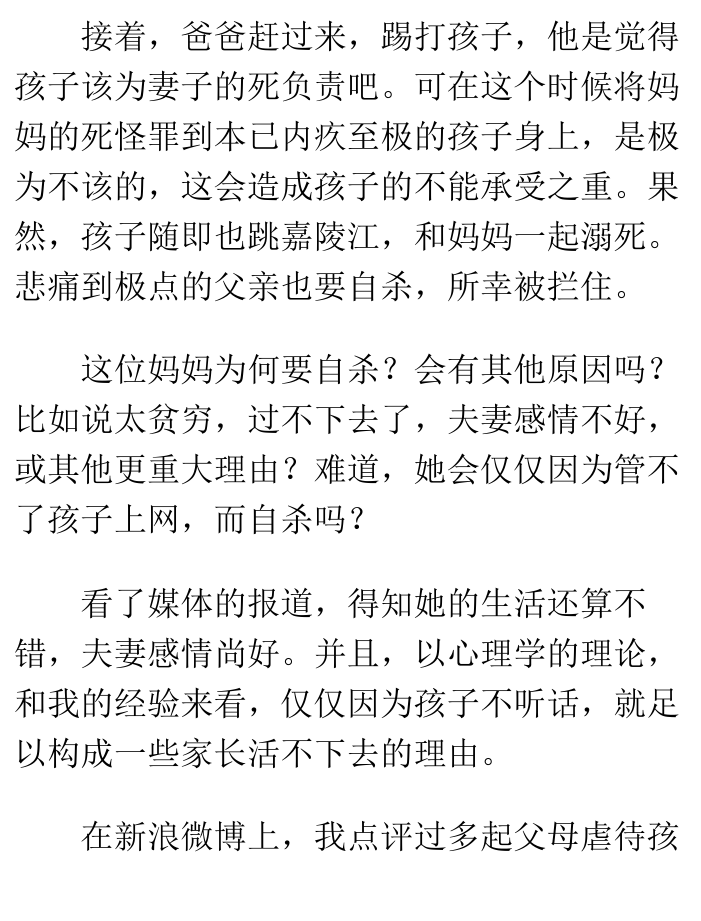 接着，爸爸赶过来，踢打孩子，他是觉得
孩子该为妻子的死负责吧。可在这个时候将妈
妈的死怪罪到本已内疚至极的孩子身上，是极
为不该的，这会造成孩子的不能承受之重。果
然，孩子随即也跳嘉陵江，和妈妈一起溺死。
悲痛到极点的父亲也要自杀，所幸被拦住。
这位妈妈为何要自杀？会有其他原因吗？
比如说太贫穷，过不下去了，夫妻感情不好，
或其他更重大理由？难道，她会仅仅因为管不
了孩子上网，而自杀吗？
看了媒体的报道，得知她的生活还算不
错，夫妻感情尚好。并且，以心理学的理论，
和我的经验来看，仅仅因为孩子不听话，就足
以构成一些家长活不下去的理由。
在新浪微博上，我点评过多起父母虐待孩